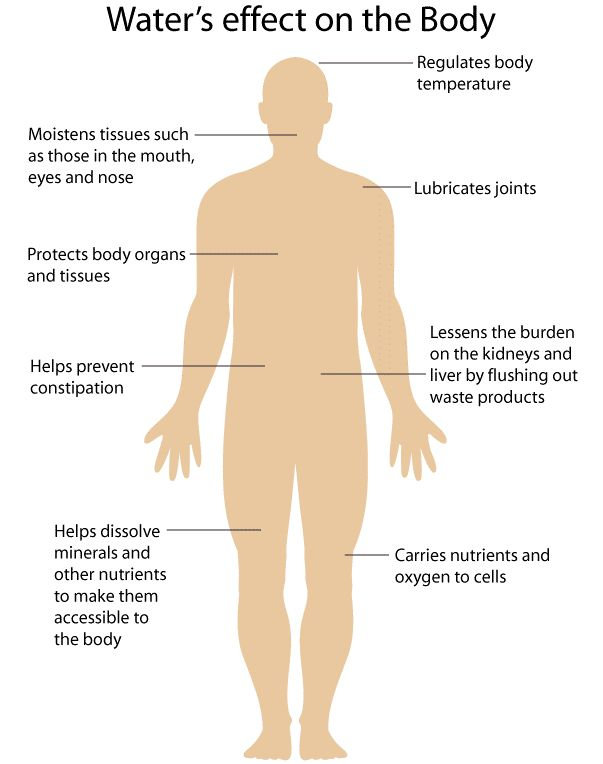 Water’s effect on the Body
Regulates body
temperature
Moistens tissues such
as those in the mouth,
eyes and nose
Lubricates joints
Protects body organs
and tissues
Lessens the burden
on the kidneys and
liver by flushing out
waste products
Helps prevent
constipation
Helps dissolve
minerals and
other nutrients
to make them
accessible to
the body
Carries nutrients and
oxygen to cells